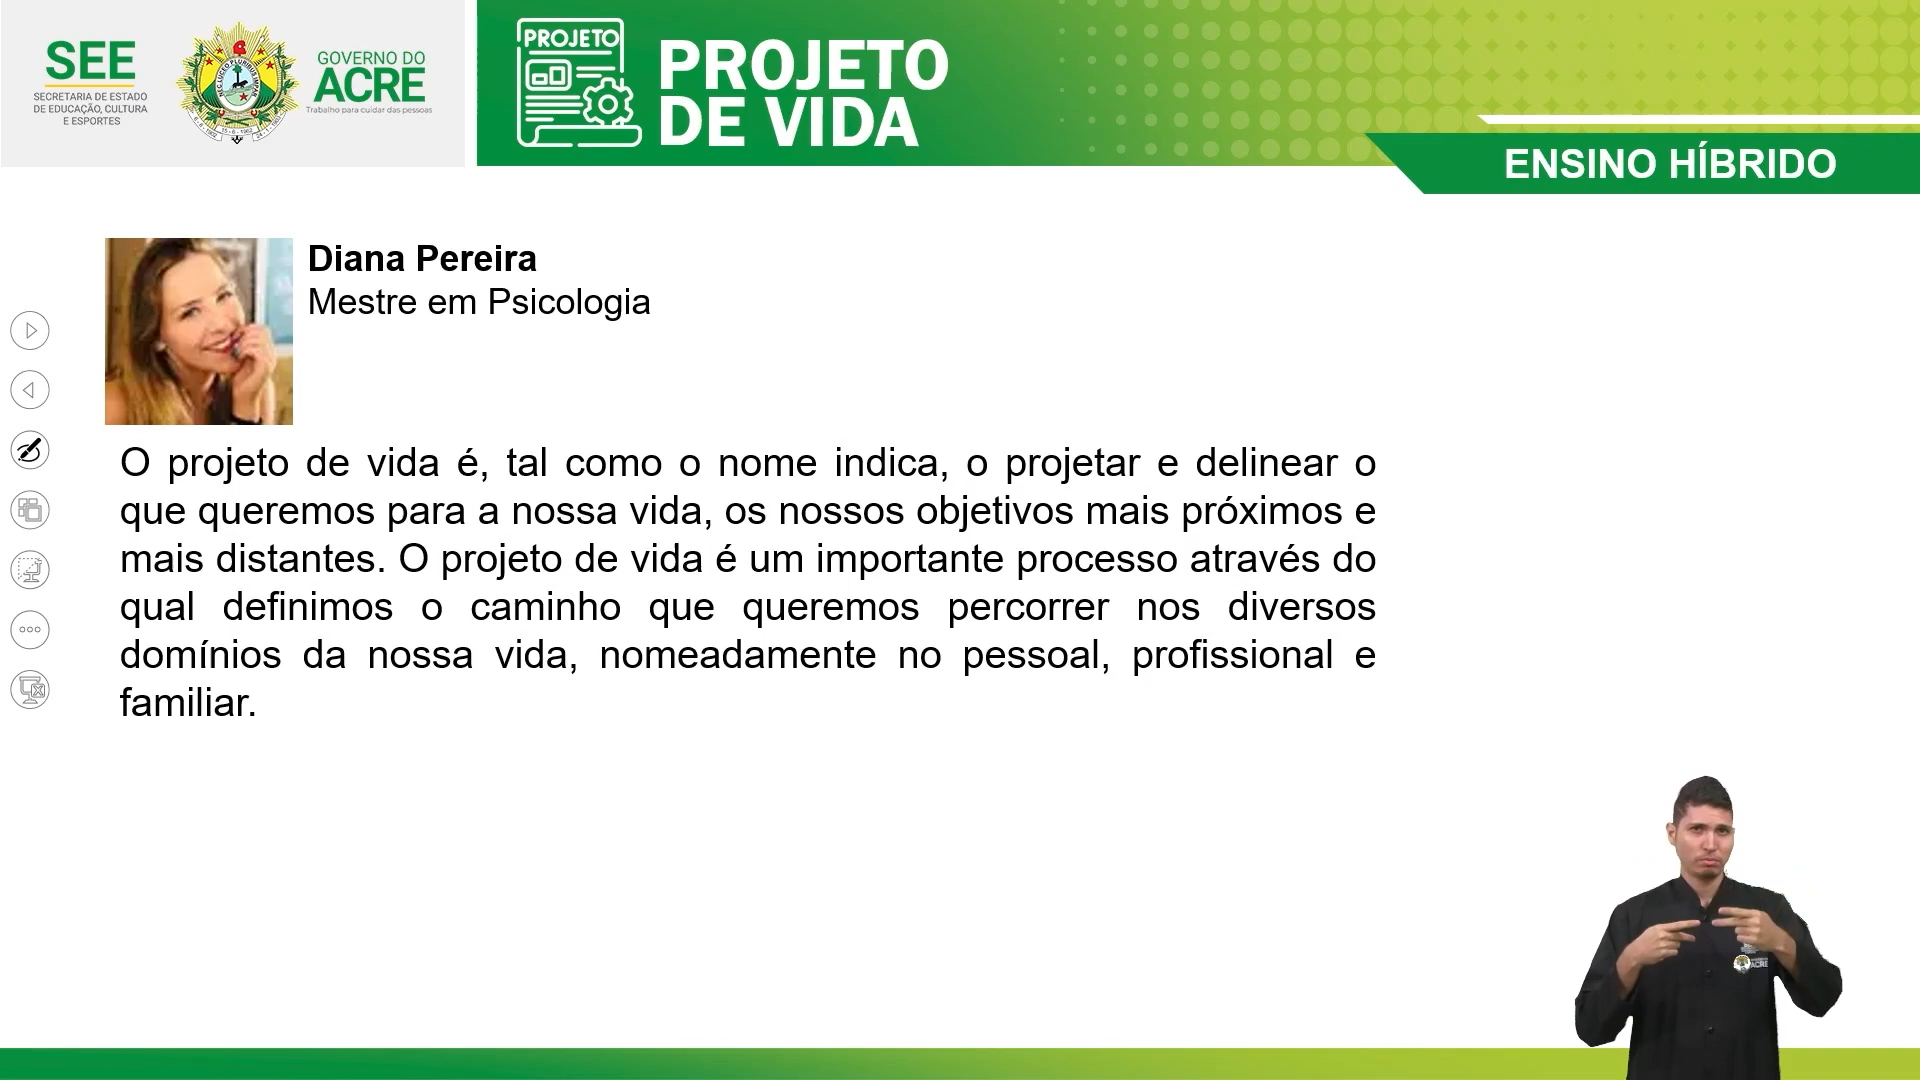 SEE
SECRETARIA DE ESTADO
DE EDUCAÇÃO, CULTURA
E ESPORTES
GOVERNO DO
ACRE
Trabalho para cuidar das pessoas
PROJETO
PROJETO
DE VIDA
ENSINO HÍBRIDO
Diana Pereira
Mestre em Psicologia
O projeto de vida é, tal como o nome indica, o projetar e delinear o
que queremos para a nossa vida, os nossos objetivos mais próximos e
mais distantes. O projeto de vida é um importante processo através do
qual definimos o caminho que queremos percorrer nos diversos
domínios da nossa vida, nomeadamente no pessoal, profissional e
familiar.
ACRE